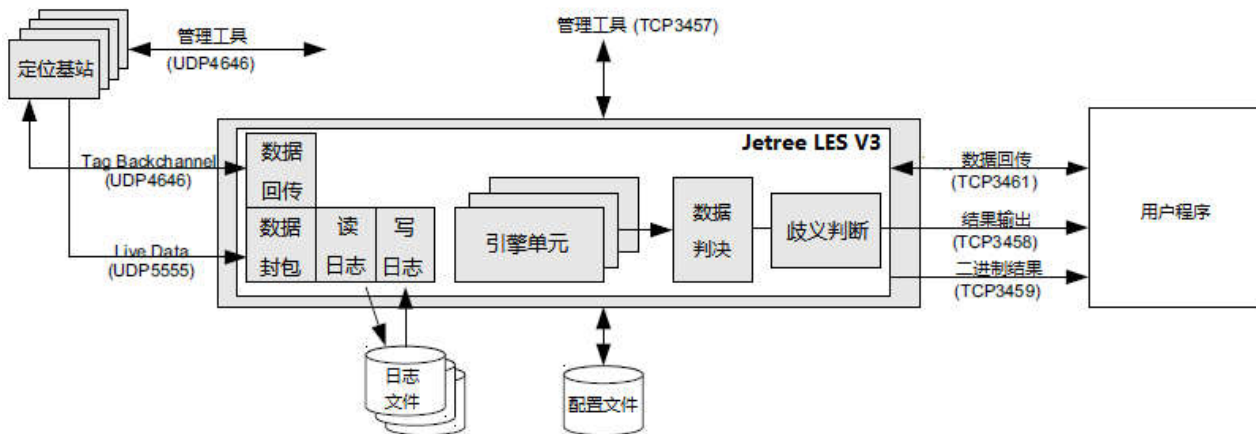 管理工具
(UDP4646)
管理工具 (TCP3457)
定位基站
Jetree LES V3
Tag Backchannel
(UDP4646)
数据
回传
数据回传
(TCP3461)
用户程序
Live Data
(UDP5555)
数据
封包
读
日志
写
日志
引擎单元
数据
判决
歧义判断
结果输出
(TCP3458)
二进制结果
(TCP3459)
日志
文件
配置文件